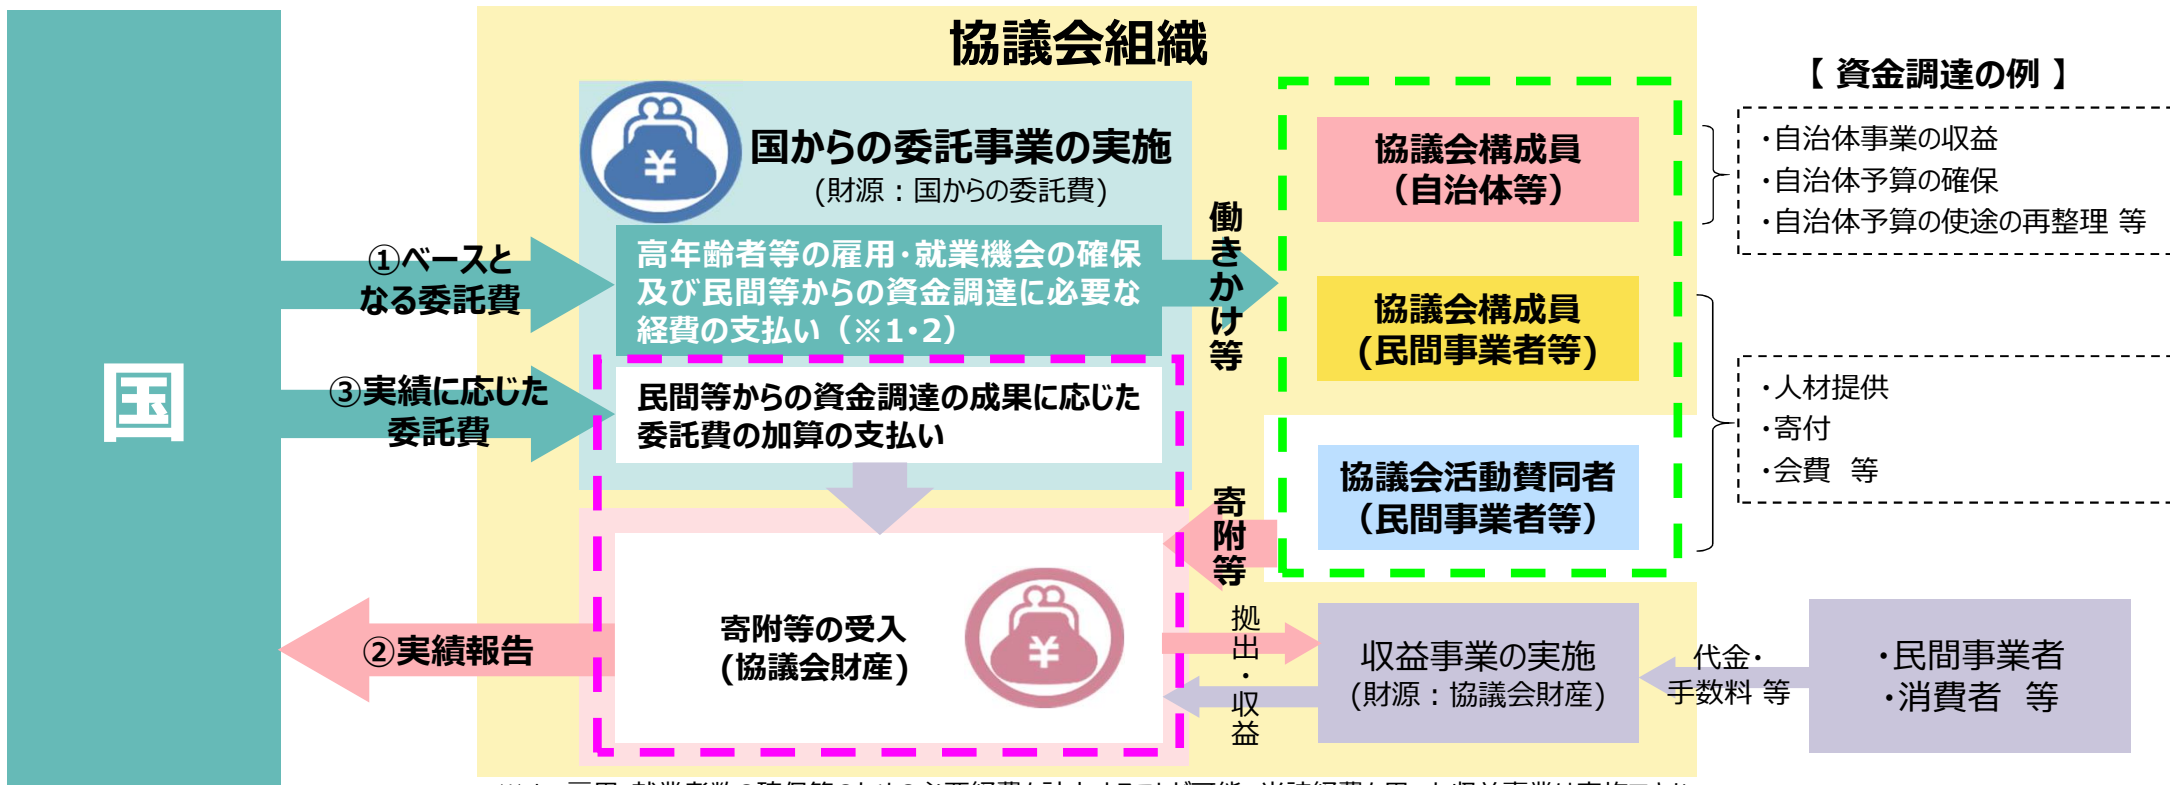 協議会組織
国
①ベースと
なる委託費
③実績に応じた
委託費
②実績報告
国からの委託事業の実施
(財源：国からの委託費)
高年齢者等の雇用・就業機会の確保
及び民間等からの資金調達に必要な
経費の支払い（※1・2）
民間等からの資金調達の成果に応じた
委託費の加算の支払い
寄附等の受入
(協議会財産)
働きかけ等
寄附等
拠出・収益
協議会構成員
（自治体等）
協議会構成員
(民間事業者等)
協議会活動賛同者
（民間事業者等）
収益事業の実施
(財源：協議会財産)
代金・
手数料 等
・民間事業者
・消費者 等
【 資金調達の例 】
・自治体事業の収益
・自治体予算の確保
・自治体予算の使途の再整理 等
・人材提供
・寄付
・会費 等